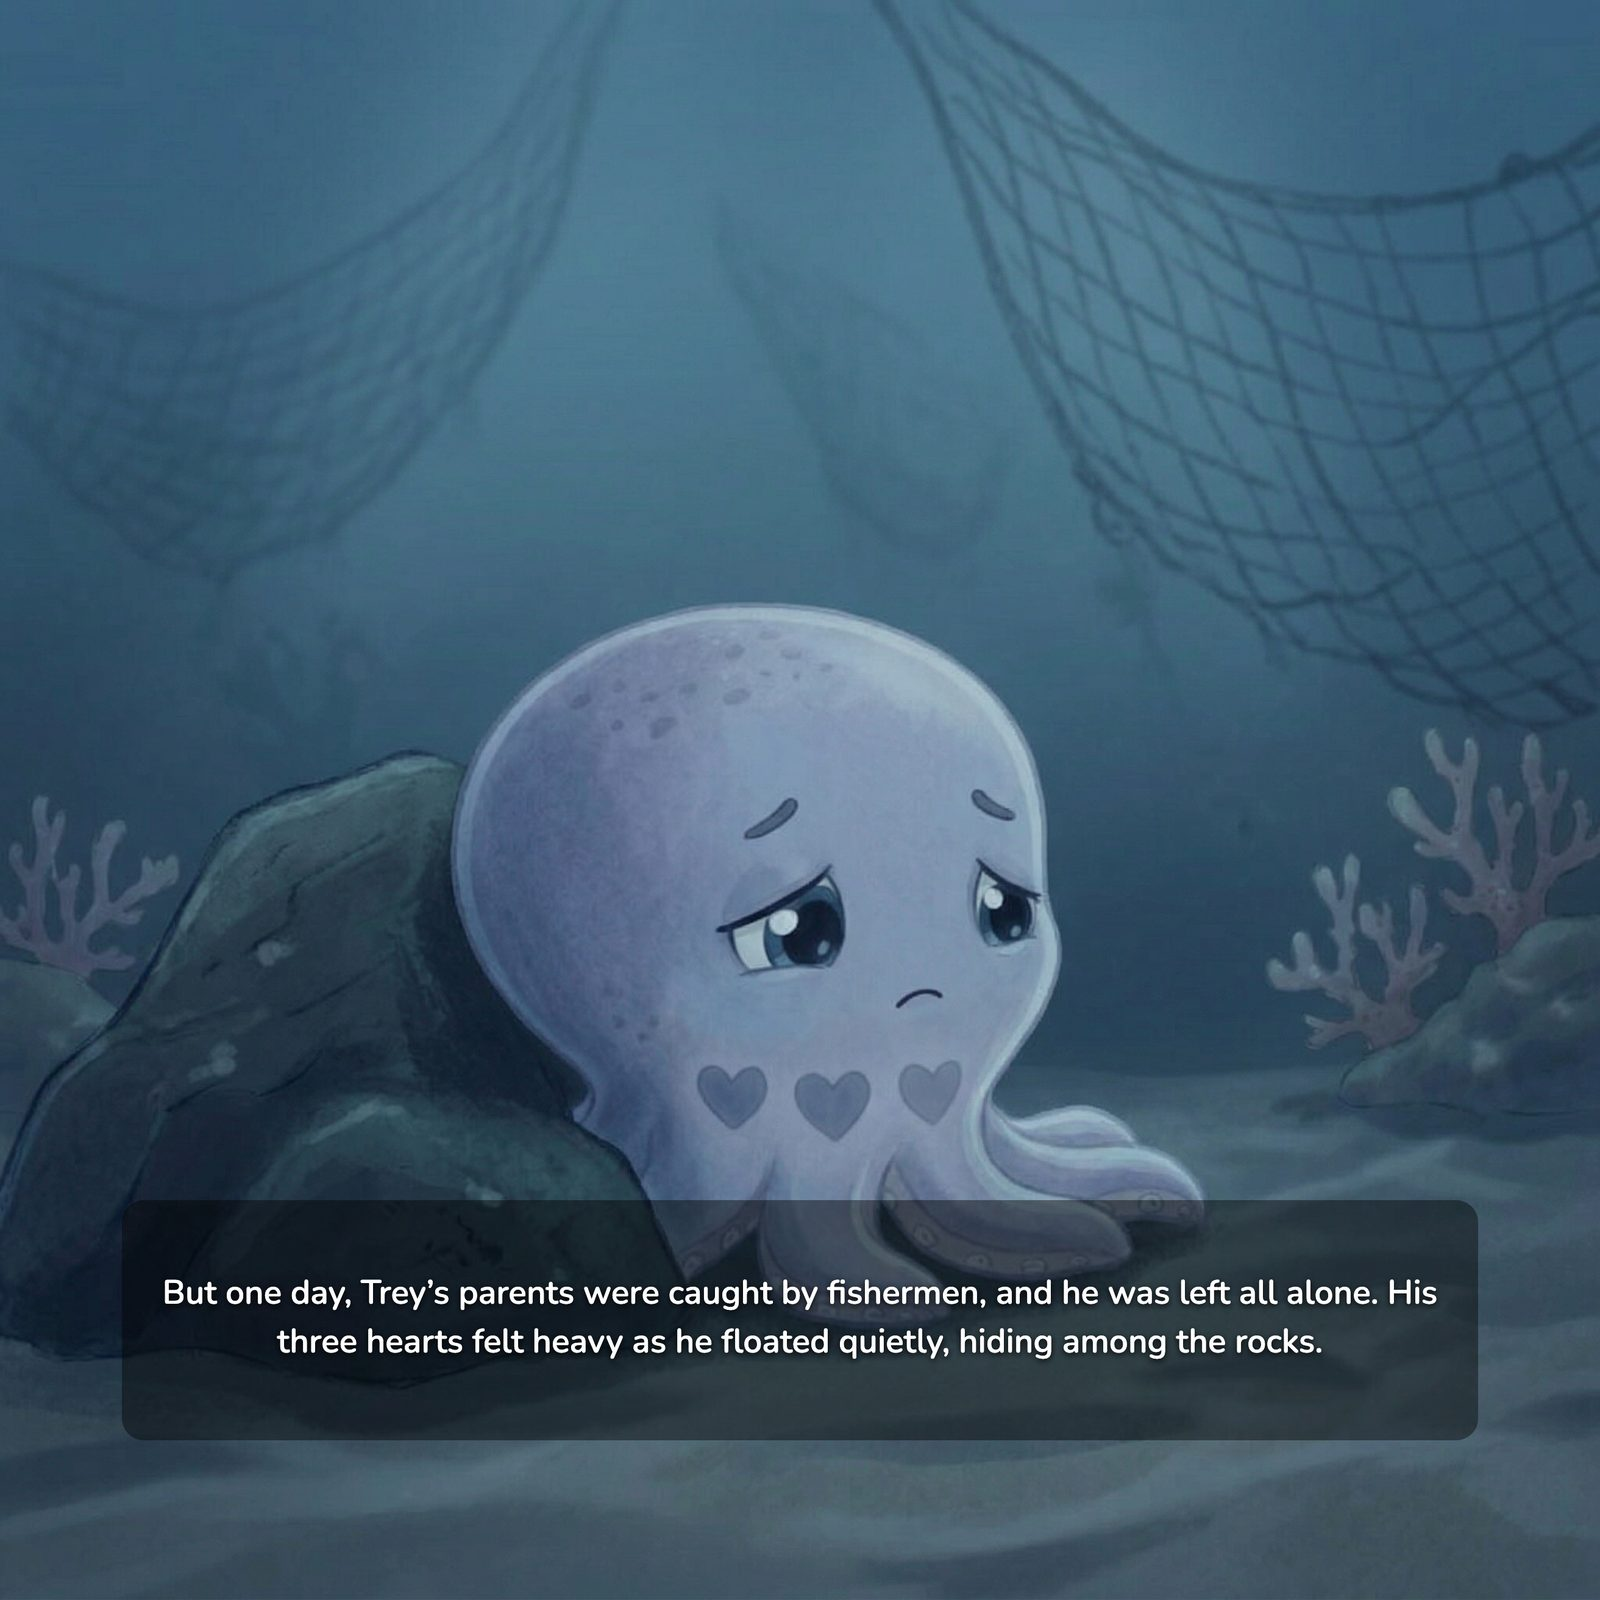 But one day, Trey’s parents were caught by fishermen, and he was left all alone. His
three hearts felt heavy as he floated quietly, hiding among the rocks.